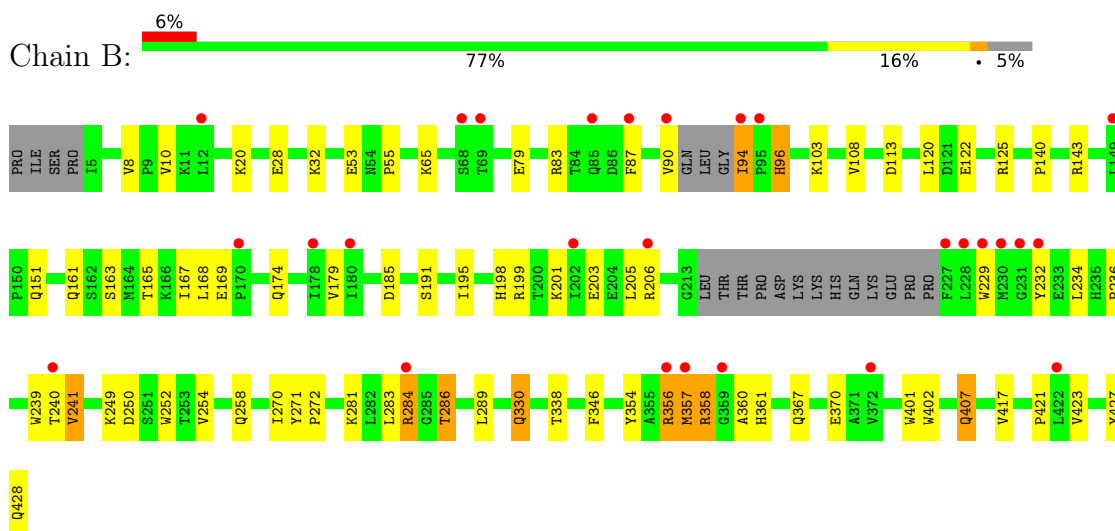 6%
Chain B:
77% 16% • 5%
PRO ILE SER PRO I5 V8 P9 V10 K11 L12 K20 E28 K32 E53 N54 P55 K65 S68 T69 E79 R83 T84 Q85 D86 F87 V90 GLN LEU GLY I94 P95 H96 K103 V108 D113 L120 D121 E122 R125 P140 R143 L149
P150 Q151 Q161 S162 S163 M164 T165 K166 I167 L168 E169 P170 Q174 I178 V179 I180 D185 S191 I195 H198 R199 T200 K201 I202 E203 E204 L205 R206 G213 LEU THR THR PRO ASP LYS LYS HIS GLN LYS GLU PRO PRO F227 L228 W229 M230 G231 Y232 E233 L234 H235 P236
W239 T240 V241 K249 D250 S251 W252 T253 V254 Q258 I270 Y271 P272 K281 L282 L283 R284 G285 T286 L289 Q330 T338 F346 Y354 A355 R356 M357 R358 G359 A360 H361 Q367 E370 A371 V372 W401 W402 Q407 V417 P421 L422 V423 Y427
Q428